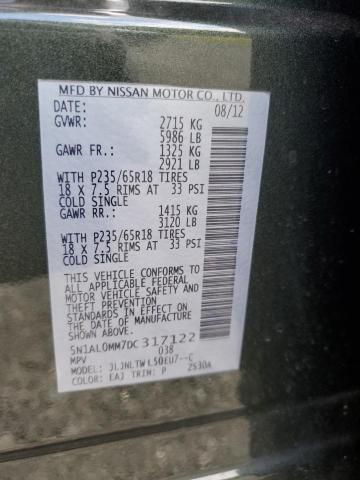 MFD BY NISSAN MOTOR CO., LTD.
DATE: 08/12
GVWR: 2715 KG
5986 LB
GAWR FR.: 1325 KG
2921 LB
WITH P235/65R18 TIRES
18 X 7.5 RIMS AT 33 PSI
COLD SINGLE
GAWR RR.: 1415 KG
3120 LB
WITH P235/65R18 TIRES
18 X 7.5 RIMS AT 33 PSI
COLD SINGLE
THIS VEHICLE CONFORMS TO
ALL APPLICABLE FEDERAL
MOTOR VEHICLE SAFETY AND
THEFT PREVENTION
STANDARDS IN EFFECT ON
THE DATE OF MANUFACTURE
SHOWN ABOVE.
5N1AL0MM7DC317122
MPV 038
MODEL: JLJNLTW L50EU7--C
COLOR: EAJ TRIM: P 2S30A